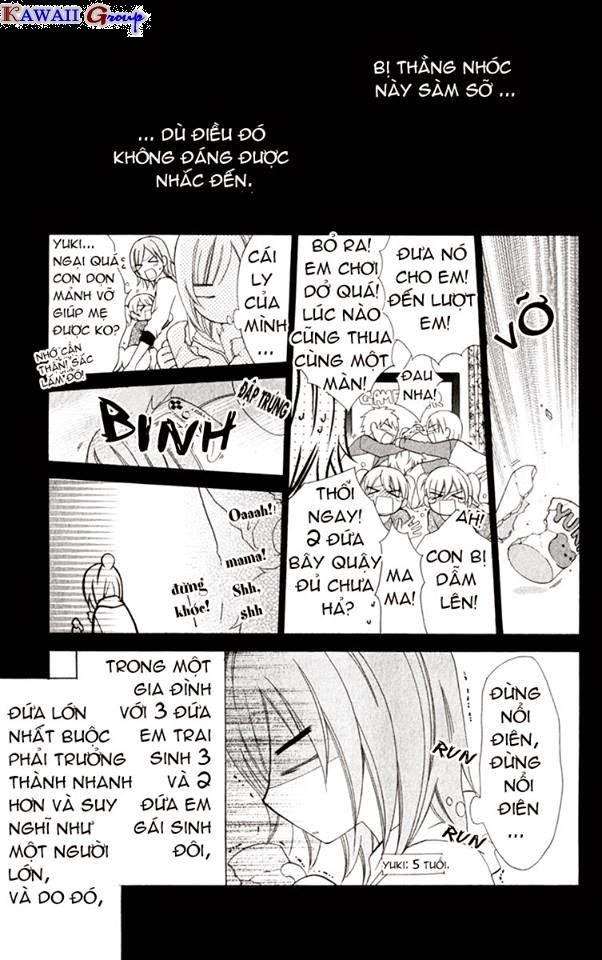 KAWAII Group
BỊ THẰNG NHÓC
NÀY SÀM SỠ ...
... DÙ ĐIỀU ĐÓ
KHÔNG ĐÁNG ĐƯỢC
NHẮC ĐẾN.
VỠ
YUKI
ĐƯA NÓ
CHO EM!
ĐẾN LƯỢT
EM!
BỎ RA!
EM CHƠI
DỞ QUÁ!
LÚC NÀO
CŨNG THUA
CÙNG MỘT
MÀN!
ĐAU
NHA!
GAME
THÔI
NGAY! 2
ĐỨA
BÂY QUẬY
ĐỦ CHƯA
HẢ?
MA
MA!
AH!
CON BỊ
DẪM
LÊN!
CÁI
LY
CỦA
MÌNH
...
YUKI...
NGẠI QUÁ
CON DỌN
MẢNH VỠ
GIÚP MẸ
ĐƯỢC KO?
NHỚ CẨN
THẬN! SẮC
LẮM ĐÓ!
ĐẬP TRÚNG
BINH
Oaaah!
mama!
Shh,
shh
đừng
khóc!
ĐỪNG
NỔI
ĐIÊN,
ĐỪNG
NỔI
ĐIÊN
...
RUN
RUN
YUKI: 5 TUỔI.
TRONG MỘT
GIA ĐÌNH
VỚI 3 ĐỨA
EM TRAI
SINH 3
VÀ 2
ĐỨA EM
GÁI SINH
ĐÔI,
ĐỨA LỚN
NHẤT BUỘC
PHẢI TRƯỞNG
THÀNH NHANH
HƠN VÀ SUY
NGHĨ NHƯ
MỘT NGƯỜI
LỚN,
VÀ DO ĐÓ,